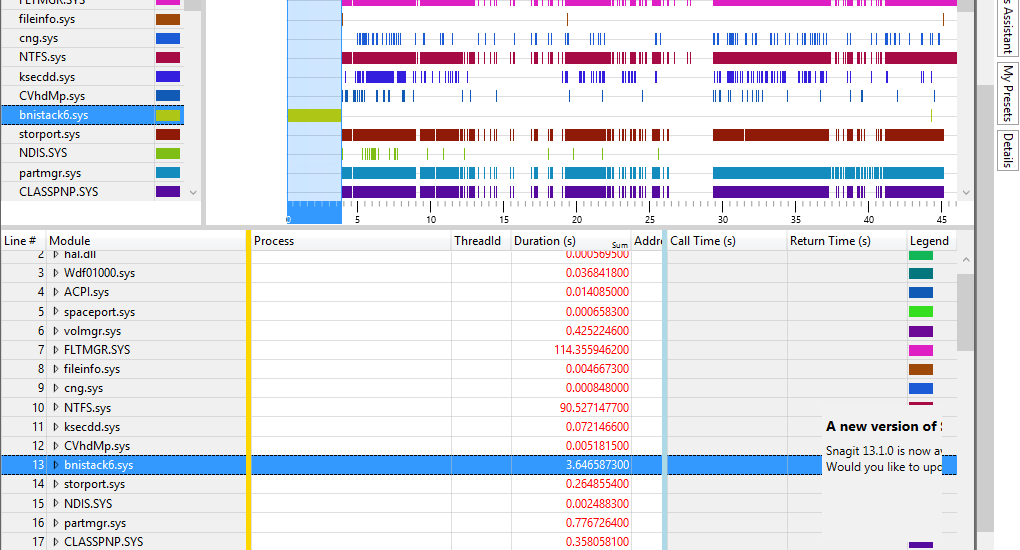 FLTMGR.SYS
fileinfo.sys
cng.sys
NTFS.sys
ksecdd.sys
CVhdMp.sys
bnistack6.sys
storport.sys
NDIS.SYS
partmgr.sys
CLASSPNP.SYS
0 5 10 15 20 25 30 35 40 45
Assistant
My Presets
Details
Line # Module Process ThreadId Duration (s) Sum Addre Call Time (s) Return Time (s) Legend
2 hal.dll 0.000569500
3 Wdf01000.sys 0.036841800
4 ACPI.sys 0.014085000
5 spaceport.sys 0.000658300
6 volmgr.sys 0.425224600
7 FLTMGR.SYS 114.355946200
8 fileinfo.sys 0.004667300
9 cng.sys 0.000848000
10 NTFS.sys 90.527147700
11 ksecdd.sys 0.072146600
12 CVhdMp.sys 0.005181500
13 bnistack6.sys 3.646587300
14 storport.sys 0.264855400
15 NDIS.SYS 0.002488300
16 partmgr.sys 0.776726400
17 CLASSPNP.SYS 0.358058100
A new version of
Snagit 13.1.0 is now
Would you like to